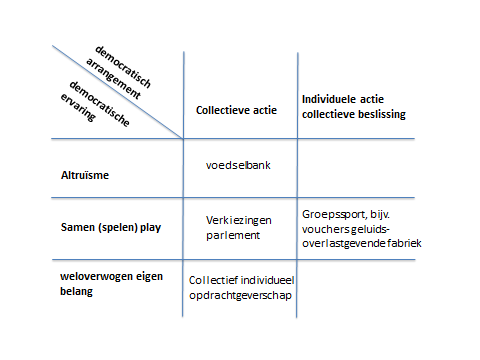 democratisch
arrangement
democratische
ervaring
Collectieve actie
Individuele actie
collectieve beslissing
Altruïsme
voedselbank
Samen (spelen) play
Verkiezingen
parlement
Groepssport, bijv.
vouchers geluids-
overlastgevende fabriek
weloverwogen eigen
belang
Collectief individueel
opdrachtgeverschap